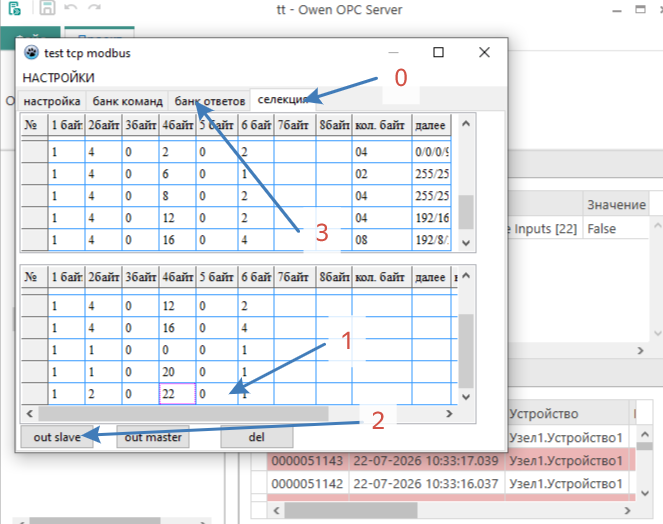 tt - Owen OPC Server
test tcp modbus
НАСТРОЙКИ
0
настройка банк команд банк ответов селекция
№ 1 байт 2байт 3байт 4байт 5 байт 6 байт 7байт 8байт кол. байт далее
1 4 0 2 0 2 04 0/0/0/9
1 4 0 6 0 1 02 255/25
1 4 0 8 0 2 04 255/25
1 4 0 12 0 2 04 192/16
1 4 0 16 0 4 08 192/8/
3
Значение
e Inputs [22] False
№ 1 байт 2байт 3байт 4байт 5 байт 6 байт 7байт 8байт кол. байт далее
1 4 0 12 0 2
1 4 0 16 0 4
1 1 0 0 0 1
1 1 0 20 0 1
1 2 0 22 0 1
1
2
out slave out master del
Устройство
Узел1.Устройство1
0000051143 22-07-2026 10:33:17.039 Узел1.Устройство1
0000051142 22-07-2026 10:33:16.037 Узел1.Устройство1